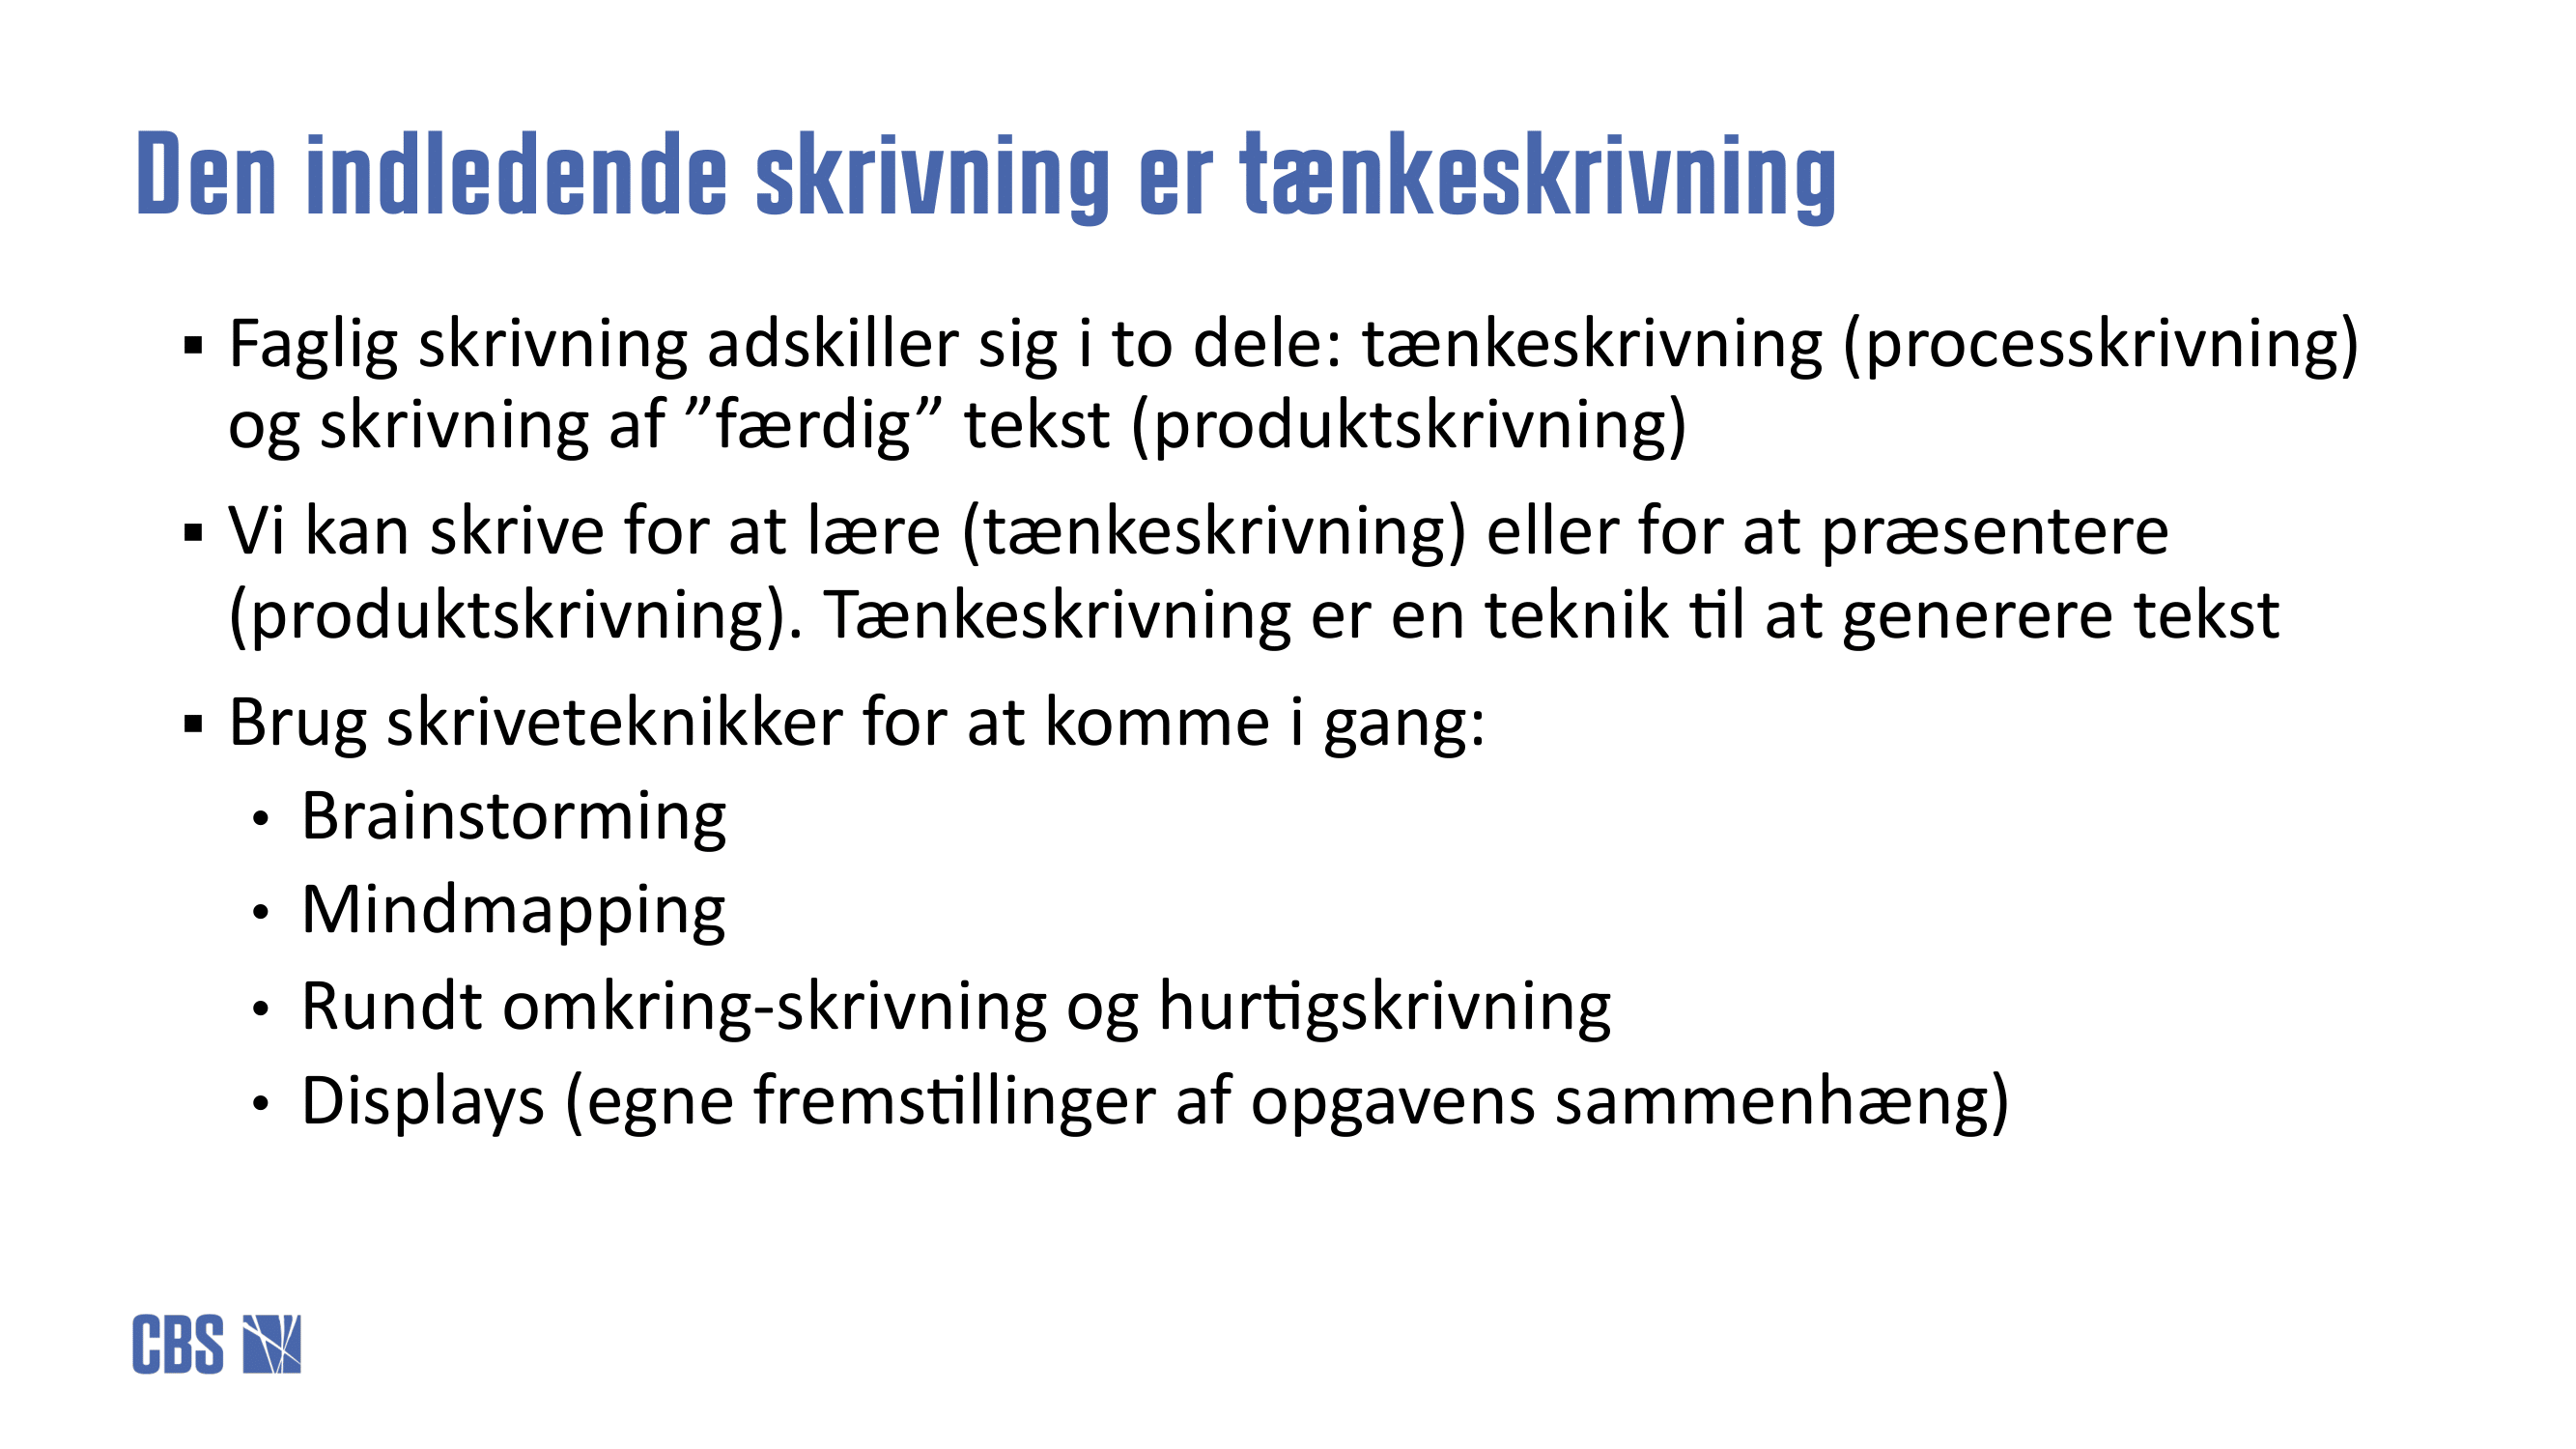 Den indledende skrivning er tænkeskrivning
▪ Faglig skrivning adskiller sig i to dele: tænkeskrivning (processkrivning)
og skrivning af ”færdig” tekst (produktskrivning)
▪ Vi kan skrive for at lære (tænkeskrivning) eller for at præsentere
(produktskrivning). Tænkeskrivning er en teknik til at generere tekst
▪ Brug skriveteknikker for at komme i gang:
• Brainstorming
• Mindmapping
• Rundt omkring-skrivning og hurtigskrivning
• Displays (egne fremstillinger af opgavens sammenhæng)
CBS